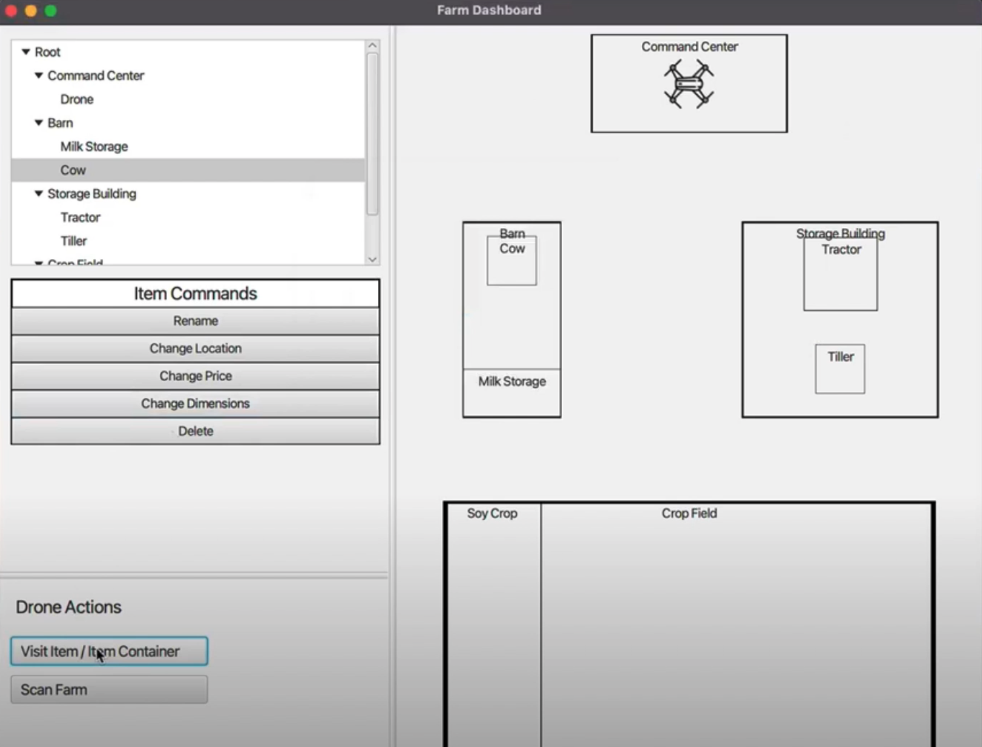 Farm Dashboard
Root
Command Center
Drone
Barn
Milk Storage
Cow
Storage Building
Tractor
Tiller
Crop Field
Item Commands
Rename
Change Location
Change Price
Change Dimensions
Delete
Drone Actions
Visit Item / Item Container
Scan Farm
Command Center
Barn
Cow
Milk Storage
Storage Building
Tractor
Tiller
Soy Crop
Crop Field